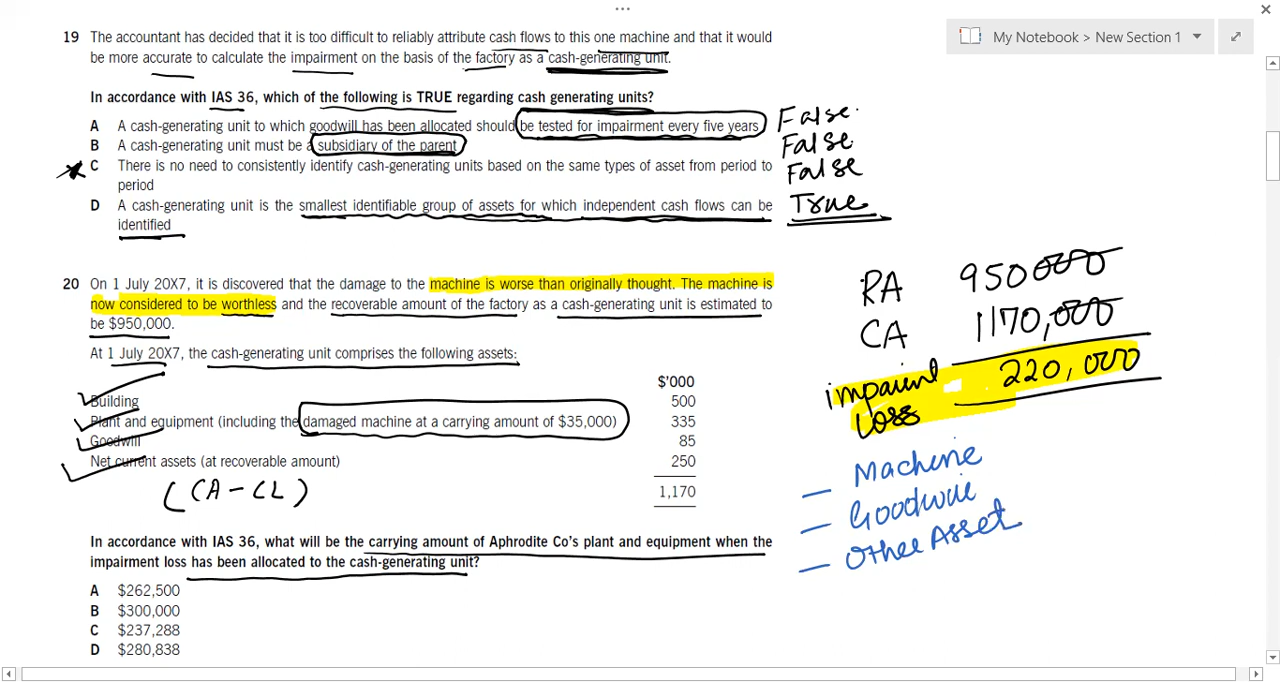 My Notebook > New Section 1
19 The accountant has decided that it is too difficult to reliably attribute cash flows to this one machine and that it would
be more accurate to calculate the impairment on the basis of the factory as a cash-generating unit.
In accordance with IAS 36, which of the following is TRUE regarding cash generating units?
A A cash-generating unit to which goodwill has been allocated should be tested for impairment every five years False
B A cash-generating unit must be a subsidiary of the parent False
C There is no need to consistently identify cash-generating units based on the same types of asset from period to False
period
D A cash-generating unit is the smallest identifiable group of assets for which independent cash flows can be True
identified
20 On 1 July 20X7, it is discovered that the damage to the machine is worse than originally thought. The machine is
now considered to be worthless and the recoverable amount of the factory as a cash-generating unit is estimated to
be $950,000.
At 1 July 20X7, the cash-generating unit comprises the following assets:
$'000
Building 500
Plant and equipment (including the damaged machine at a carrying amount of $35,000) 335
Goodwill 85
Net current assets (at recoverable amount) 250
(CA - CL) 1,170
In accordance with IAS 36, what will be the carrying amount of Aphrodite Co's plant and equipment when the
impairment loss has been allocated to the cash-generating unit?
A $262,500
B $300,000
C $237,288
D $280,838
RA 950000
CA 1170,000
impairent 220,000
Loss
— Machine
— Goodwill
— Other Asset